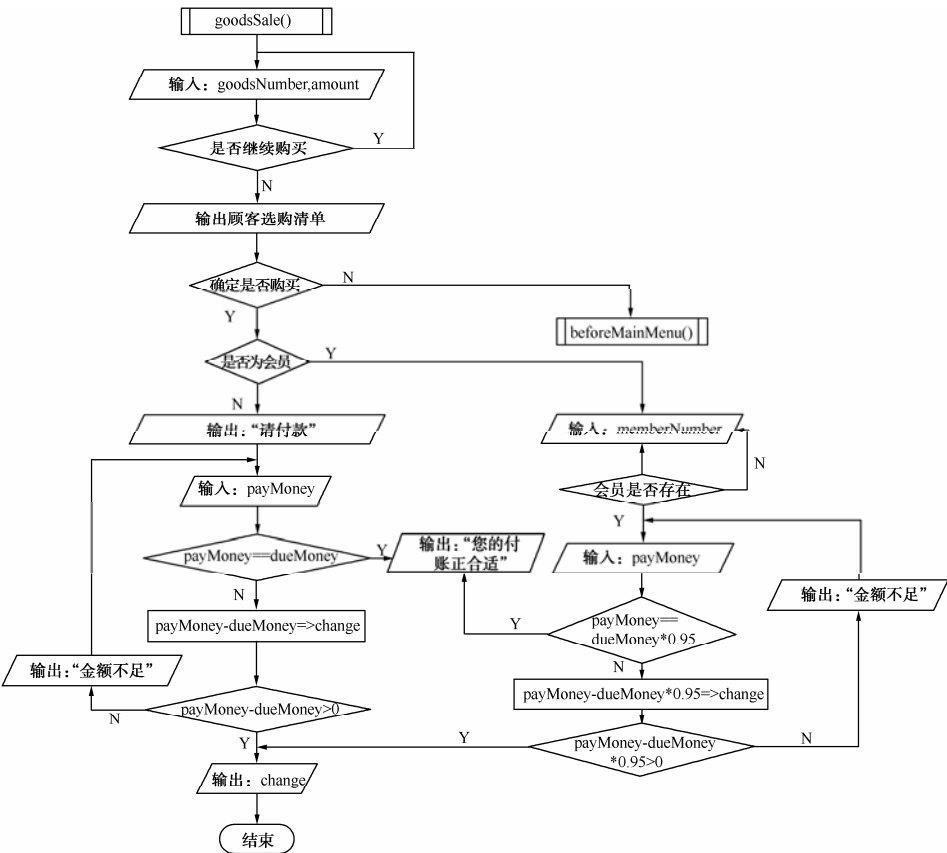 goodsSale()
输入：goodsNumber,amount
是否继续购买
Y
N
输出顾客选购清单
确定是否购买
N
Y
beforeMainMenu()
是否为会员
Y
N
输出：“请付款”
输入：memberNumber
N
会员是否存在
输入：payMoney
Y
payMoney==dueMoney
Y
输出：“您的付
账正合适”
输入：payMoney
输出：“金额不足”
N
payMoney-dueMoney=>change
Y
payMoney==
dueMoney*0.95
N
输出：“金额不足”
payMoney-dueMoney*0.95=>change
payMoney-dueMoney>0
N
Y
Y
payMoney-dueMoney
*0.95>0
N
输出：change
结束